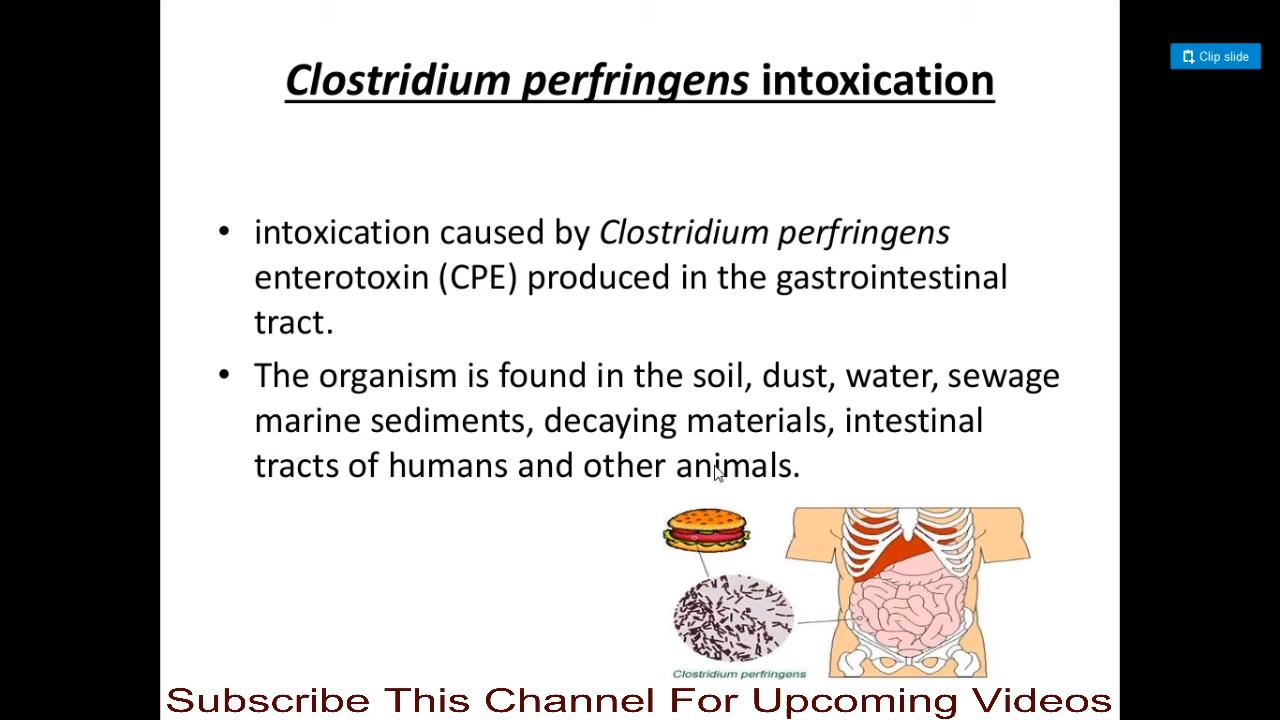 Clostridium perfringens intoxication
Clip slide
• intoxication caused by Clostridium perfringens
enterotoxin (CPE) produced in the gastrointestinal
tract.
• The organism is found in the soil, dust, water, sewage
marine sediments, decaying materials, intestinal
tracts of humans and other animals.
Clostridium perfringens
Subscribe This Channel For Upcoming Videos